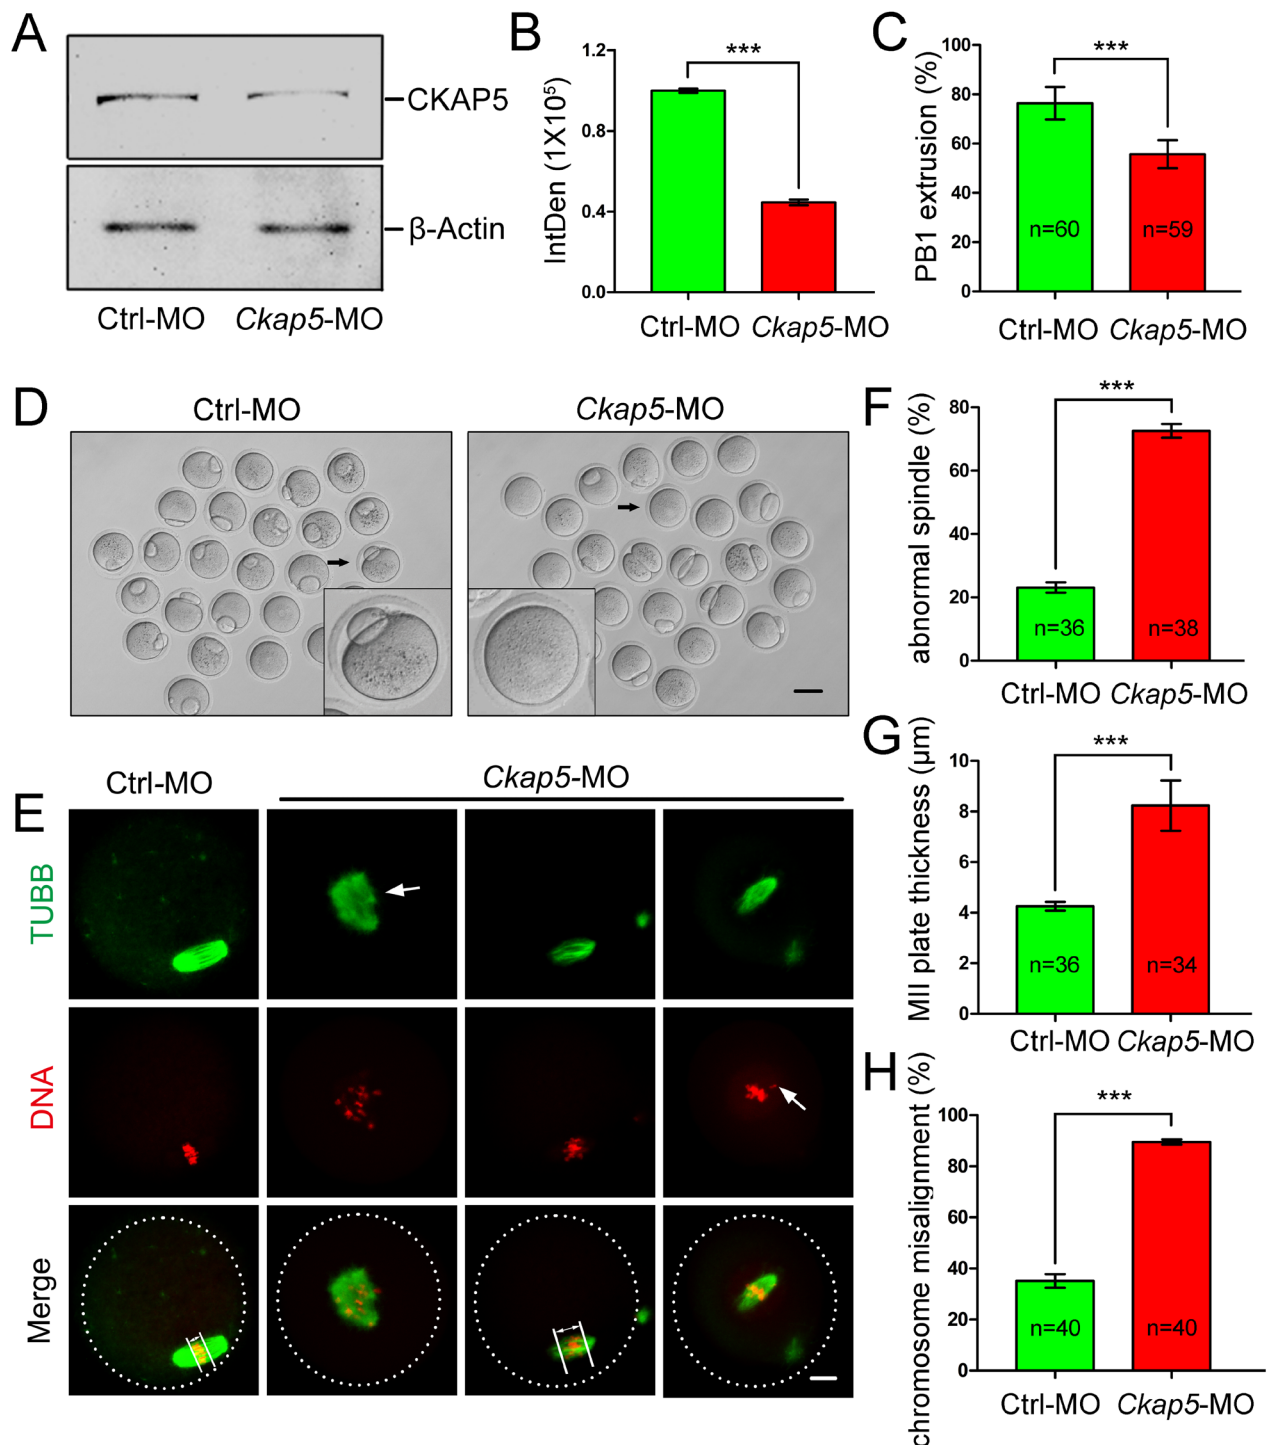 A
CKAP5
β-Actin
Ctrl-MO
Ckap5-MO
B
IntDen (1X10⁵)
1.2
0.8
0.4
0.0
***
Ctrl-MO
Ckap5-MO
C
PB1 extrusion (%)
100
80
60
40
20
0
***
n=60
n=59
Ctrl-MO
Ckap5-MO
D
Ctrl-MO
Ckap5-MO
E
Ctrl-MO
Ckap5-MO
TUBB
DNA
Merge
F
abnormal spindle (%)
80
60
40
20
0
***
n=36
n=38
Ctrl-MO
Ckap5-MO
G
MII plate thickness (μm)
10
8
6
4
2
0
***
n=36
n=34
Ctrl-MO
Ckap5-MO
H
chromosome misalignment (%)
100
80
60
40
20
0
***
n=40
n=40
Ctrl-MO
Ckap5-MO